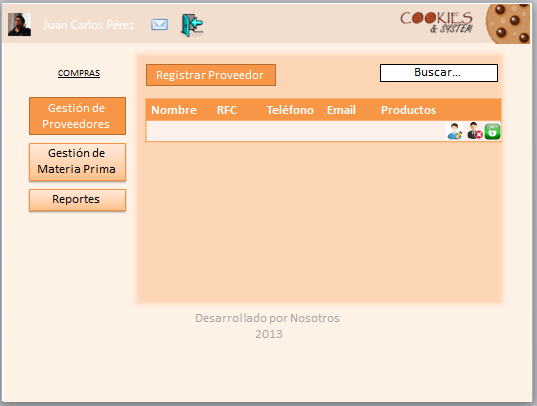 Juan Carlos Pérez
COOKIES
& SYSTEM
COMPRAS
Registrar Proveedor
Buscar...
Gestión de
Proveedores
Gestión de
Materia Prima
Reportes
Nombre RFC Teléfono Email Productos
Desarrollado por Nosotros
2013